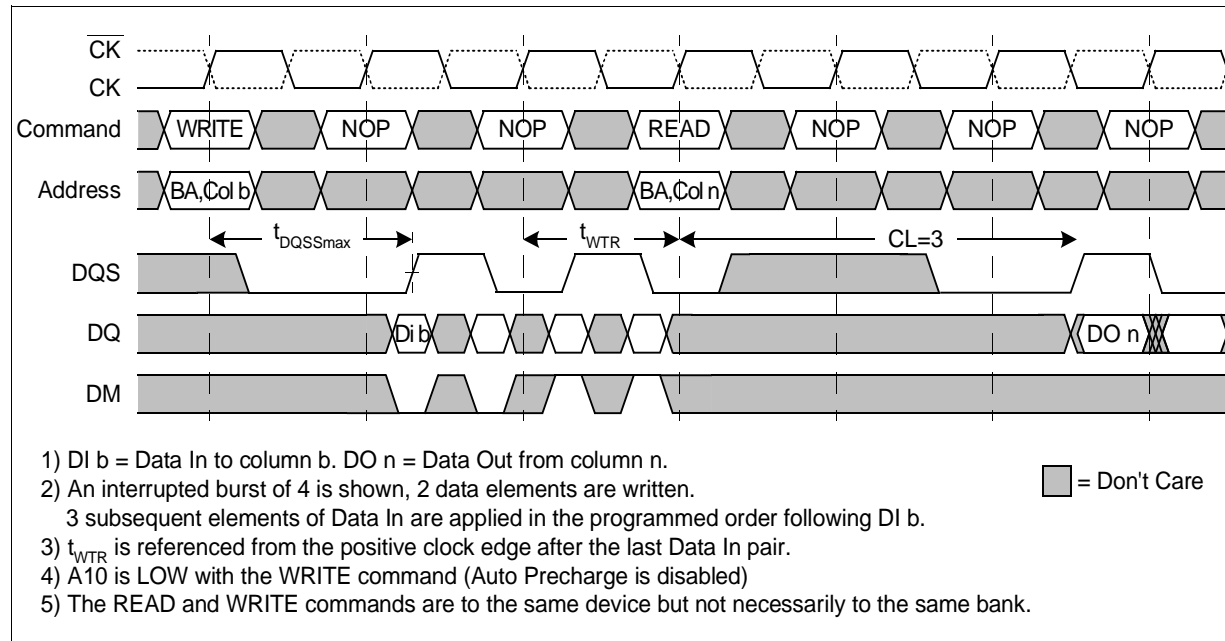 CK
CK
Command WRITE NOP NOP READ NOP NOP NOP
Address BA,Col b BA,Col n
tDQSSmax tWTR CL=3
DQS
DQ Di b DO n
DM
1) DI b = Data In to column b. DO n = Data Out from column n.
2) An interrupted burst of 4 is shown, 2 data elements are written.
3 subsequent elements of Data In are applied in the programmed order following DI b.
3) tWTR is referenced from the positive clock edge after the last Data In pair.
4) A10 is LOW with the WRITE command (Auto Precharge is disabled)
5) The READ and WRITE commands are to the same device but not necessarily to the same bank.
= Don't Care